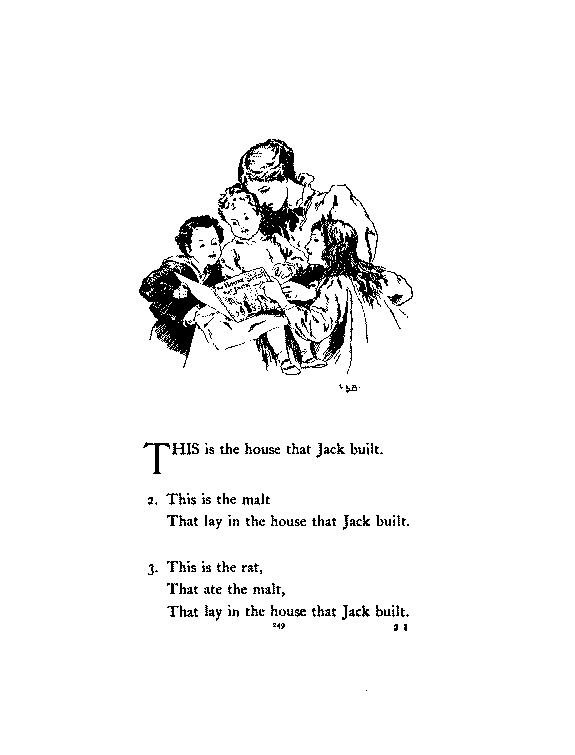 THIS is the house that Jack built.
2. This is the malt
That lay in the house that Jack built.
3. This is the rat,
That ate the malt,
That lay in the house that Jack built.
249